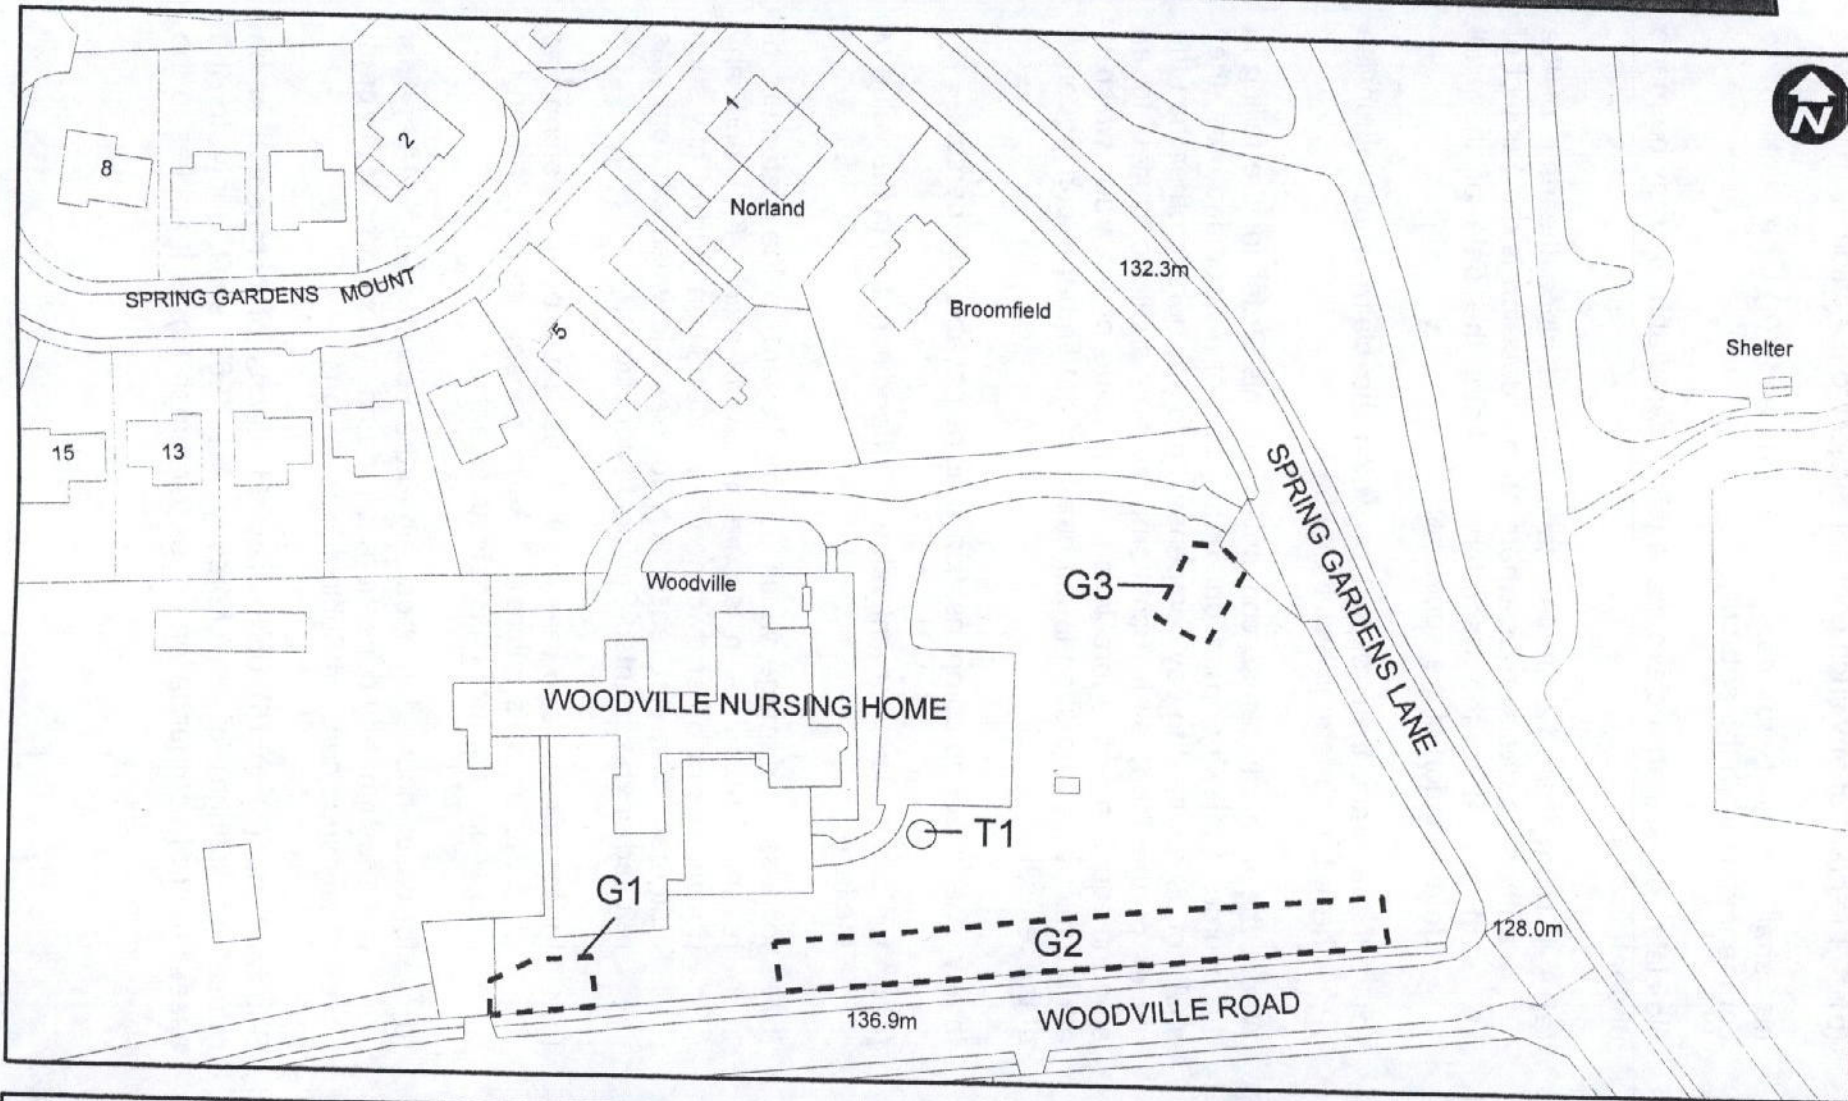 N
1
2
8
Norland
132.3m
SPRING GARDENS MOUNT
Broomfield
5
Shelter
15
13
SPRING GARDENS LANE
Woodville
G3
WOODVILLE NURSING HOME
T1
G1
G2
128.0m
136.9m
WOODVILLE ROAD